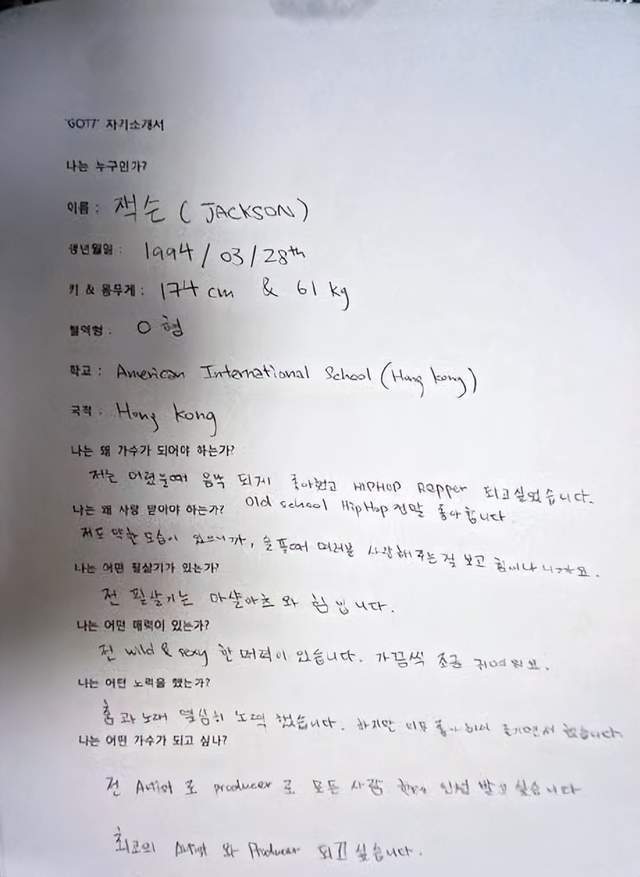 'GOT7' 자기소개서
나는 누구인가?
이름 : 잭슨 ( JACKSON )
생년월일 : 1994 / 03 / 28th
키 & 몸무게 : 174 cm & 61 kg
혈액형 : O 형
학교 : American International School (Hong Kong)
국적 : Hong Kong
나는 왜 가수가 되어야 하는가?
저는 어렸늘때 음뿍 되게 좋아했고 HIPHOP Rapper 되고싶었습니다.
나는 왜 사랑 받아야 하는가? Old school HipHop 정말 좋아합니다
저도 약한 모습이 있으니까, 슬플때 여러분 사랑해주는걸 보고 힘이나니까요.
나는 어떤 필살기가 있는가?
전 필살기는 마샬아츠 와 힘 입니다.
나는 어떤 매력이 있는가?
전 wild & sexy 한 매력이 있습니다. 가끔씩 조금 귀여워요.
나는 어떤 노력을 했는가?
춤과 노래 열심히 노력 했습니다. 하지만 너무 좋아해서 즐기면서 했습니다.
나는 어떤 가수가 되고 싶나?
전 Artist 로 producer 로 모든 사람 한테 인정 받고 싶습니다
최고의 Artist 와 Producer 되고 싶습니다.